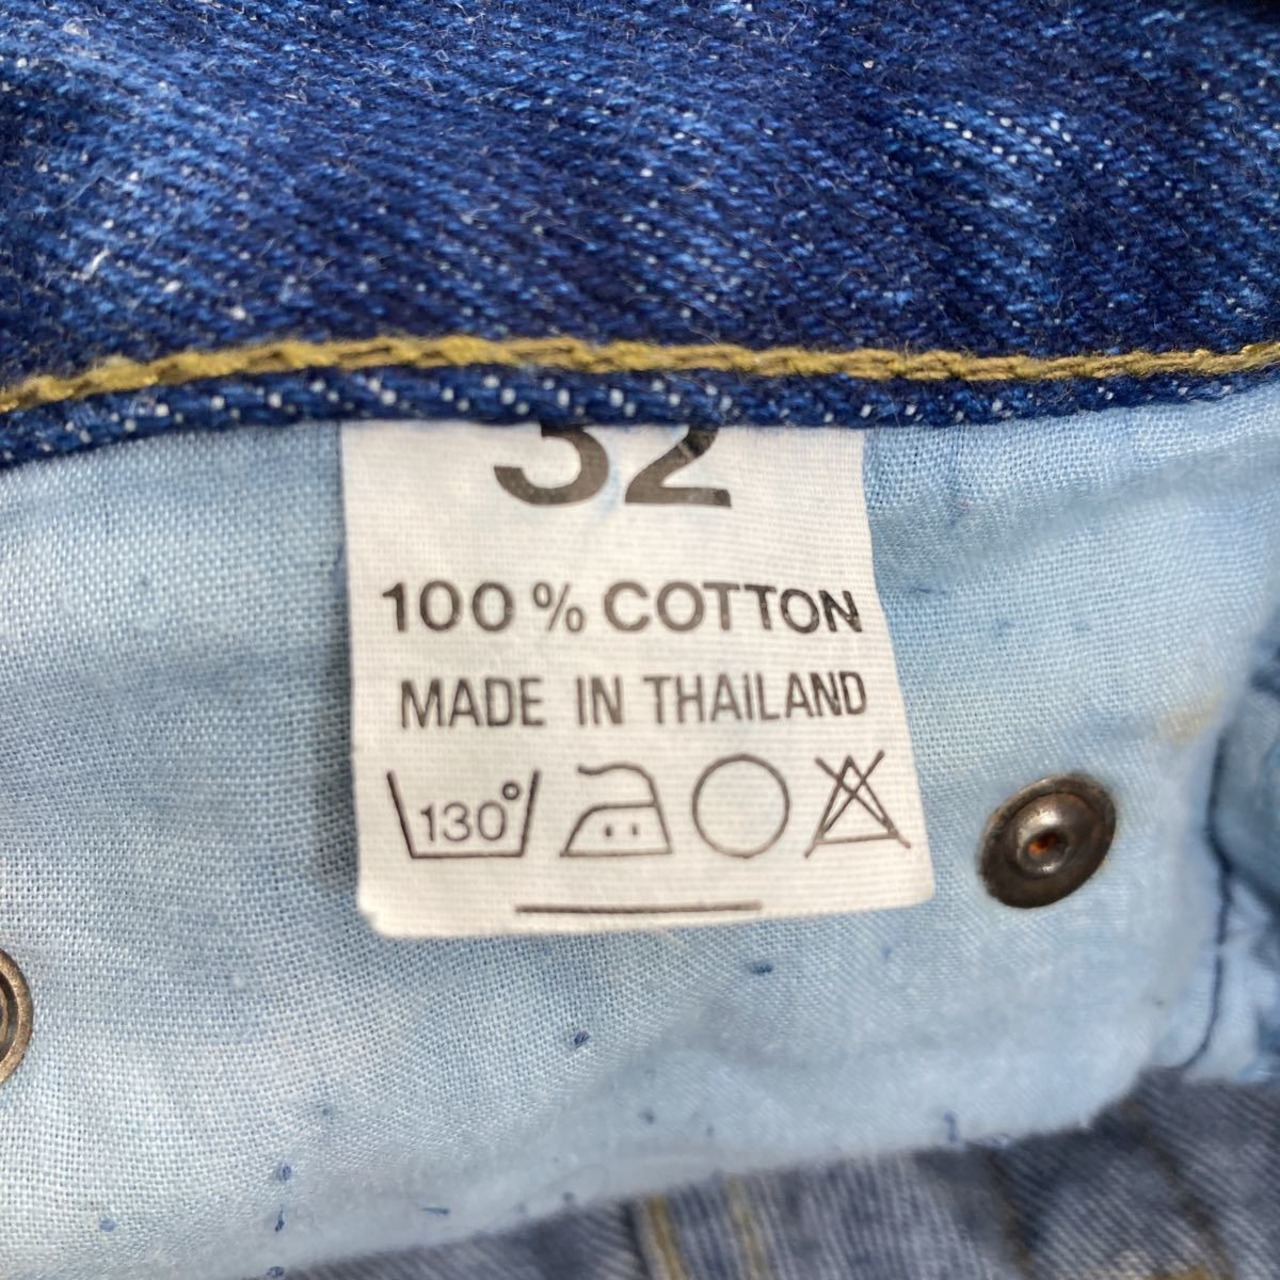 32
100 % COTTON
MADE IN THAILAND
130°